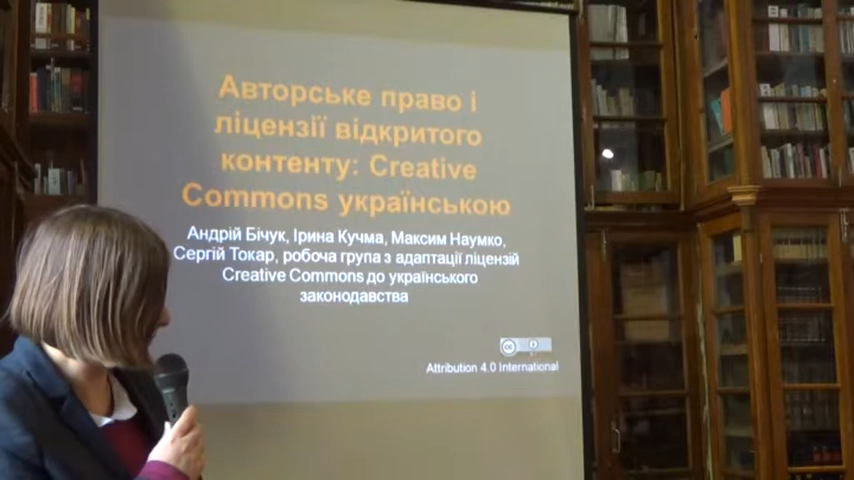 Авторське право і
ліцензії відкритого
контенту: Creative
Commons українською
Андрій Бічук, Ірина Кучма, Максим Наумко,
Сергій Токар, робоча група з адаптації ліцензій
Creative Commons до українського
законодавства
cc
Attribution 4.0 International